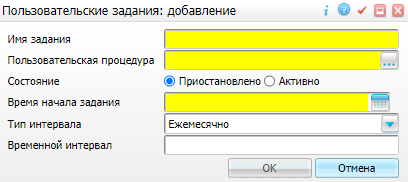 Пользовательские задания: добавление
Имя задания
Пользовательская процедура ...
Состояние Приостановлено Активно
Время начала задания
Тип интервала Ежемесячно
Временной интервал
ОК Отмена